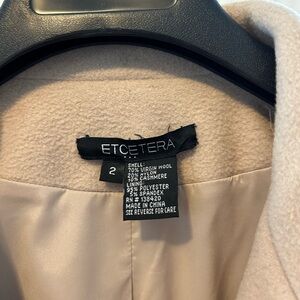 ETCETERA
2
SHELL:
70% VIRGIN WOOL
20% NYLON
10% CASHMERE
LINING:
95% POLYESTER
5% SPANDEX
RN # 138420
MADE IN CHINA
SEE REVERSE FOR CARE